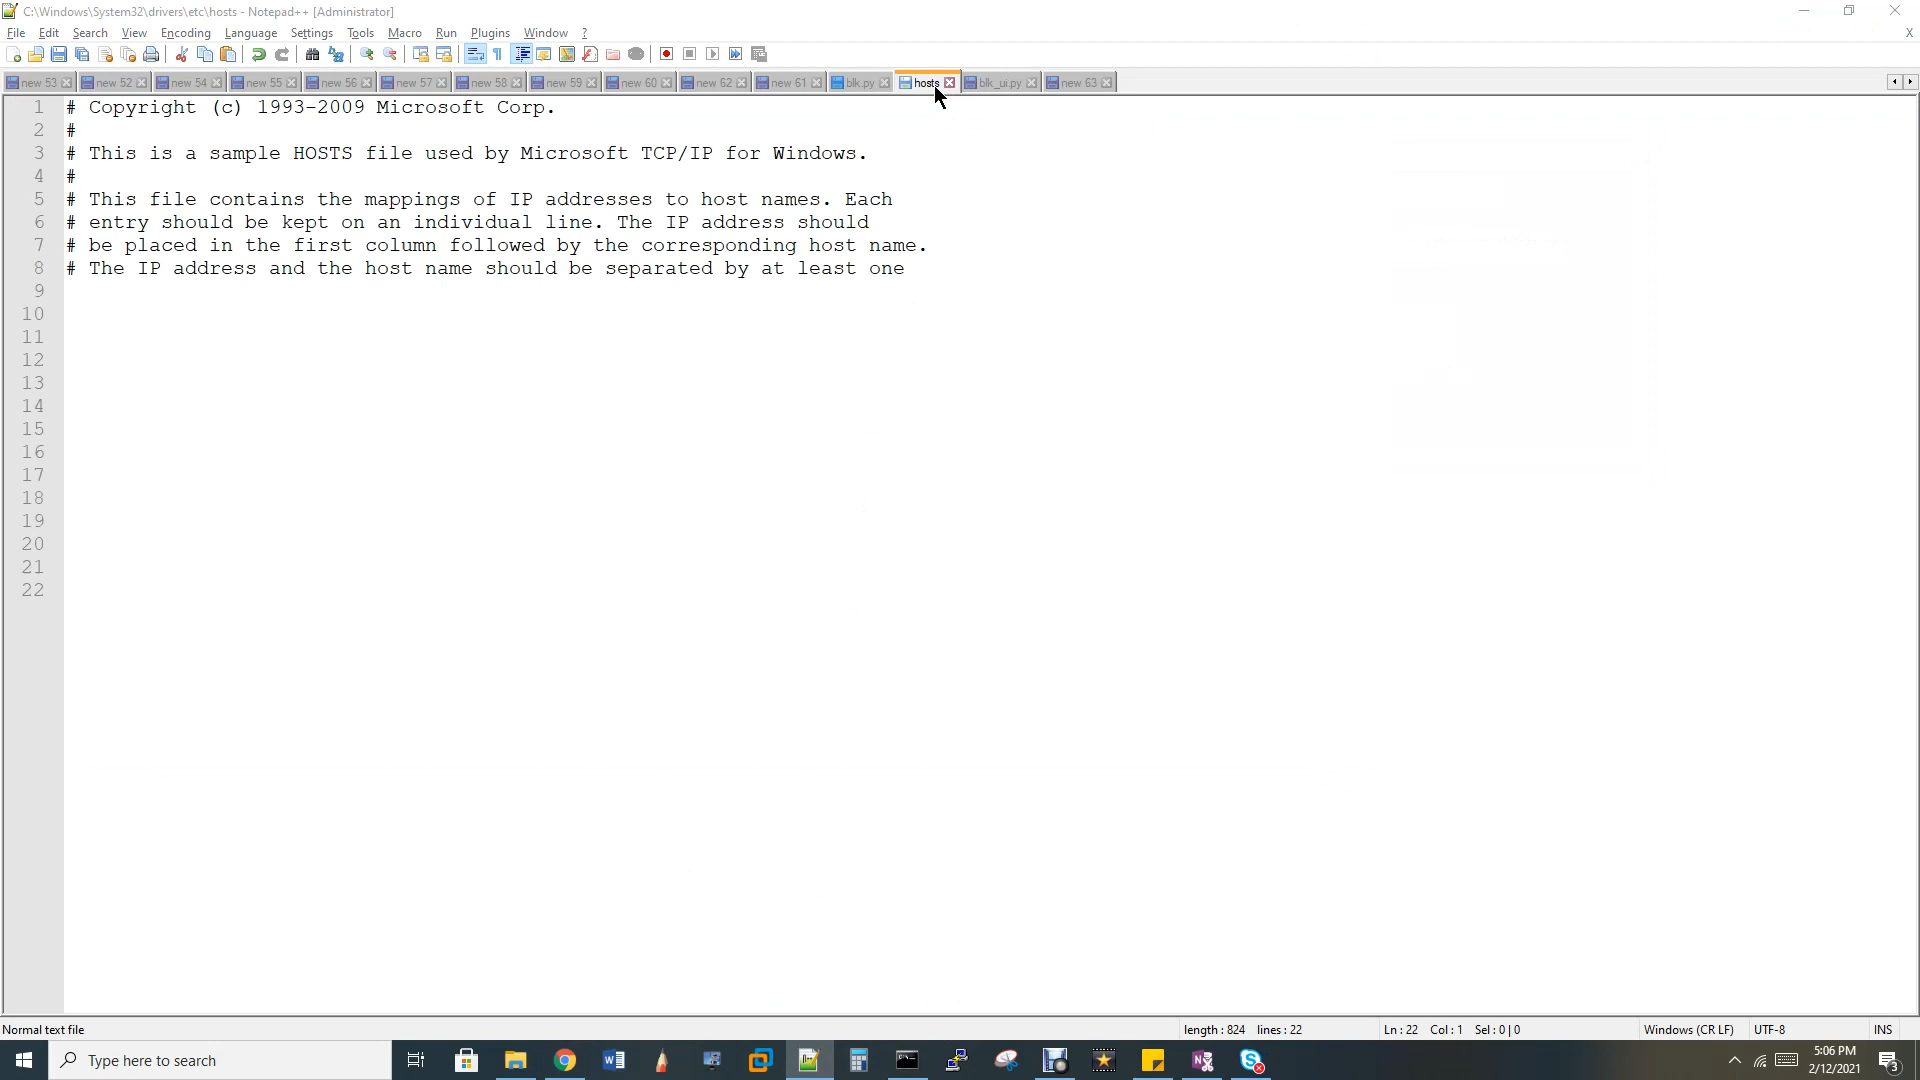 C:\Windows\System32\drivers\etc\hosts - Notepad++ [Administrator]
File Edit Search View Encoding Language Settings Tools Macro Run Plugins Window ? X
new 53 new 52 new 54 new 55 new 56 new 57 new 58 new 59 new 60 new 62 new 61 blk.py hosts blk_ui.py new 63
1 # Copyright (c) 1993-2009 Microsoft Corp.
2 #
3 # This is a sample HOSTS file used by Microsoft TCP/IP for Windows.
4 #
5 # This file contains the mappings of IP addresses to host names. Each
6 # entry should be kept on an individual line. The IP address should
7 # be placed in the first column followed by the corresponding host name.
8 # The IP address and the host name should be separated by at least one
9
10
11
12
13
14
15
16
17
18
19
20
21
22
Normal text file length : 824 lines : 22 Ln : 22 Col : 1 Sel : 0 | 0 Windows (CR LF) UTF-8 INS
Type here to search
5:06 PM
2/12/2021
3